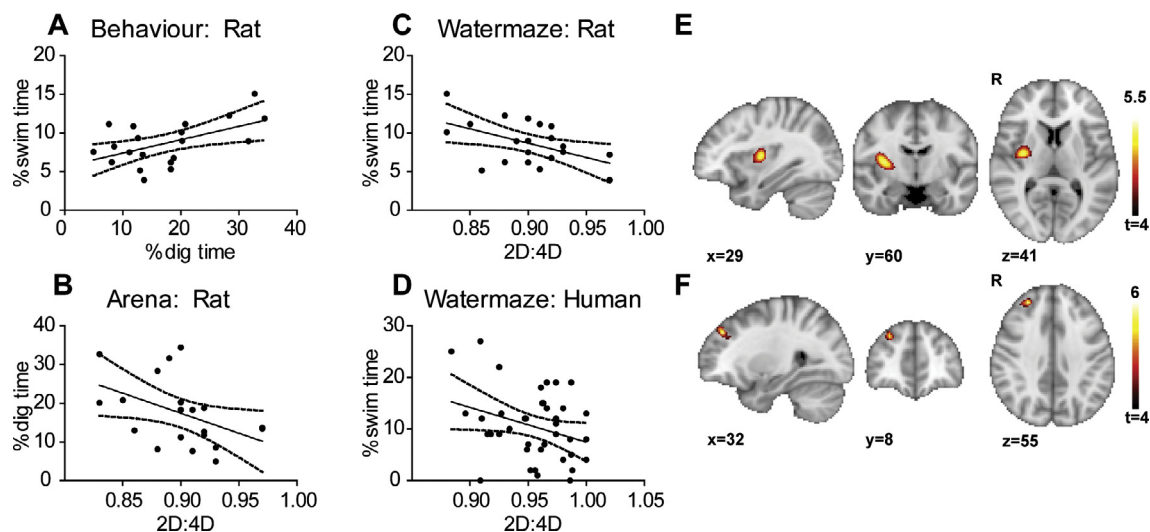 A Behaviour: Rat
%swim time
20
15
10
5
0
0 10 20 30 40
%dig time
B Arena: Rat
%dig time
40
30
20
10
0
0.85 0.90 0.95 1.00
2D:4D
C Watermaze: Rat
%swim time
20
15
10
5
0
0.85 0.90 0.95 1.00
2D:4D
D Watermaze: Human
%swim time
30
20
10
0
0.90 0.95 1.00 1.05
2D:4D
E
R
5.5
t=4
x=29 y=60 z=41
F
R
6
t=4
x=32 y=8 z=55